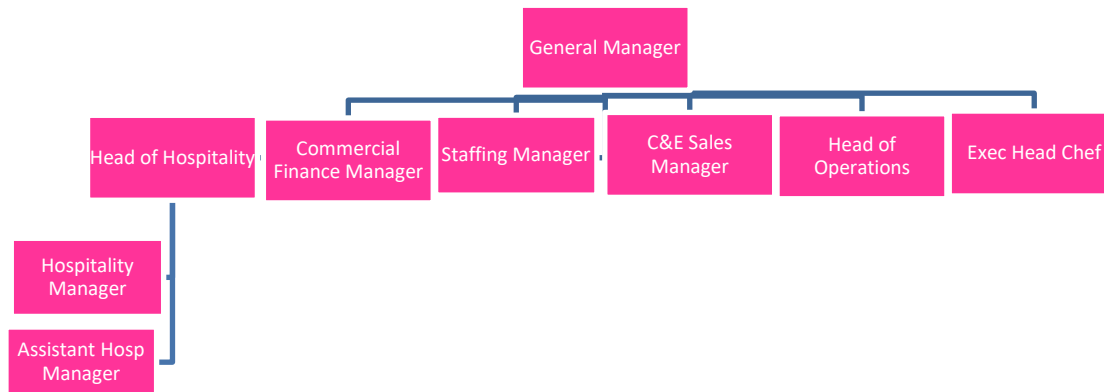 General Manager
Head of Hospitality
Commercial
Finance Manager
Staffing Manager
C&E Sales
Manager
Head of
Operations
Exec Head Chef
Hospitality
Manager
Assistant Hosp
Manager